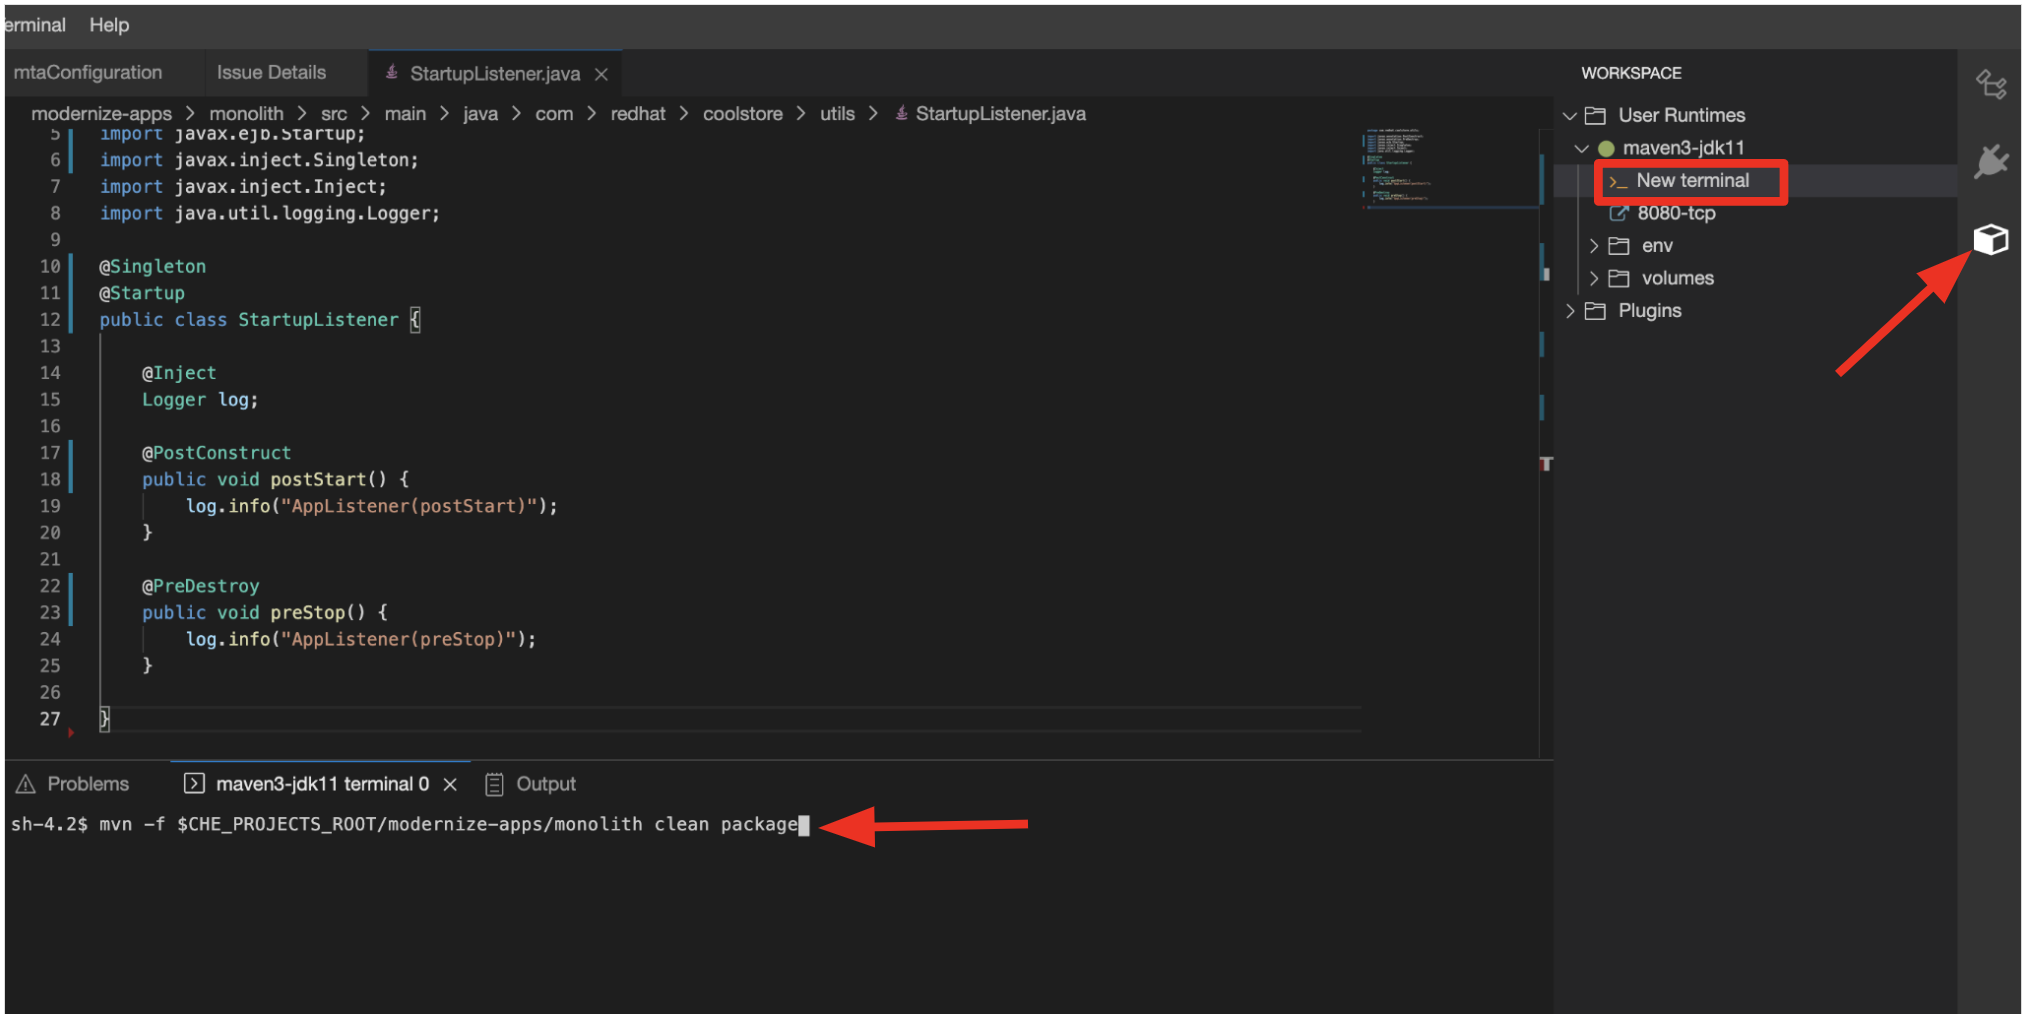 erminal Help
mtaConfiguration Issue Details StartupListener.java
modernize-apps > monolith > src > main > java > com > redhat > coolstore > utils > StartupListener.java
5 import javax.ejb.Startup;
6 import javax.inject.Singleton;
7 import javax.inject.Inject;
8 import java.util.logging.Logger;
9
10 @Singleton
11 @Startup
12 public class StartupListener {
13
14 @Inject
15 Logger log;
16
17 @PostConstruct
18 public void postStart() {
19 log.info("AppListener(postStart)");
20 }
21
22 @PreDestroy
23 public void preStop() {
24 log.info("AppListener(preStop)");
25 }
26
27 }
Problems maven3-jdk11 terminal 0 Output
sh-4.2$ mvn -f $CHE_PROJECTS_ROOT/modernize-apps/monolith clean package
WORKSPACE
User Runtimes
maven3-jdk11
>_ New terminal
8080-tcp
env
volumes
Plugins